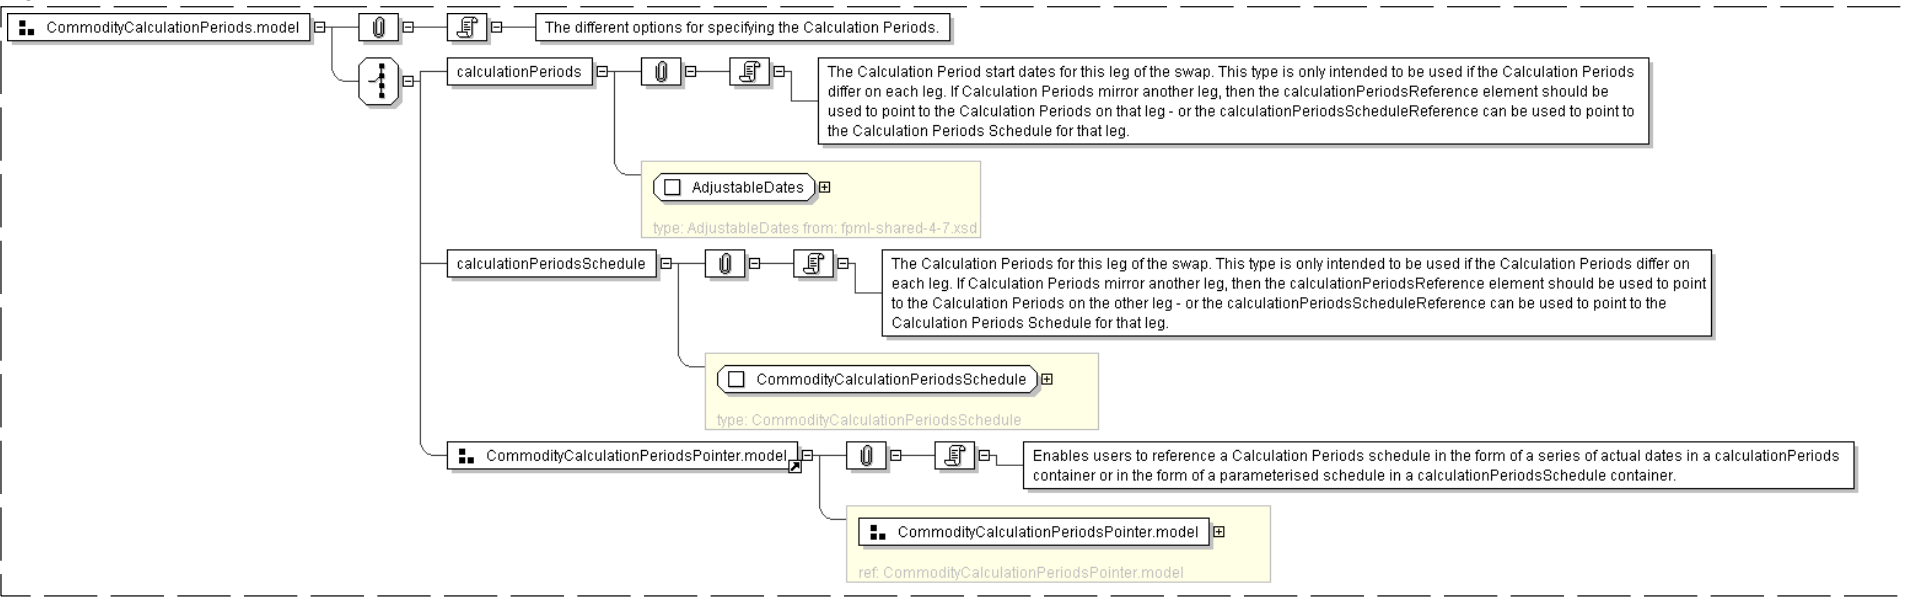 CommodityCalculationPeriods.model
The different options for specifying the Calculation Periods.
calculationPeriods
The Calculation Period start dates for this leg of the swap. This type is only intended to be used if the Calculation Periods
differ on each leg. If Calculation Periods mirror another leg, then the calculationPeriodsReference element should be
used to point to the Calculation Periods on that leg - or the calculationPeriodsScheduleReference can be used to point to
the Calculation Periods Schedule for that leg.
AdjustableDates
type: AdjustableDates from: fpml-shared-4-7.xsd
calculationPeriodsSchedule
The Calculation Periods for this leg of the swap. This type is only intended to be used if the Calculation Periods differ on
each leg. If Calculation Periods mirror another leg, then the calculationPeriodsReference element should be used to point
to the Calculation Periods on the other leg - or the calculationPeriodsScheduleReference can be used to point to the
Calculation Periods Schedule for that leg.
CommodityCalculationPeriodsSchedule
type: CommodityCalculationPeriodsSchedule
CommodityCalculationPeriodsPointer.model
Enables users to reference a Calculation Periods schedule in the form of a series of actual dates in a calculationPeriods
container or in the form of a parameterised schedule in a calculationPeriodsSchedule container.
CommodityCalculationPeriodsPointer.model
ref: CommodityCalculationPeriodsPointer.model